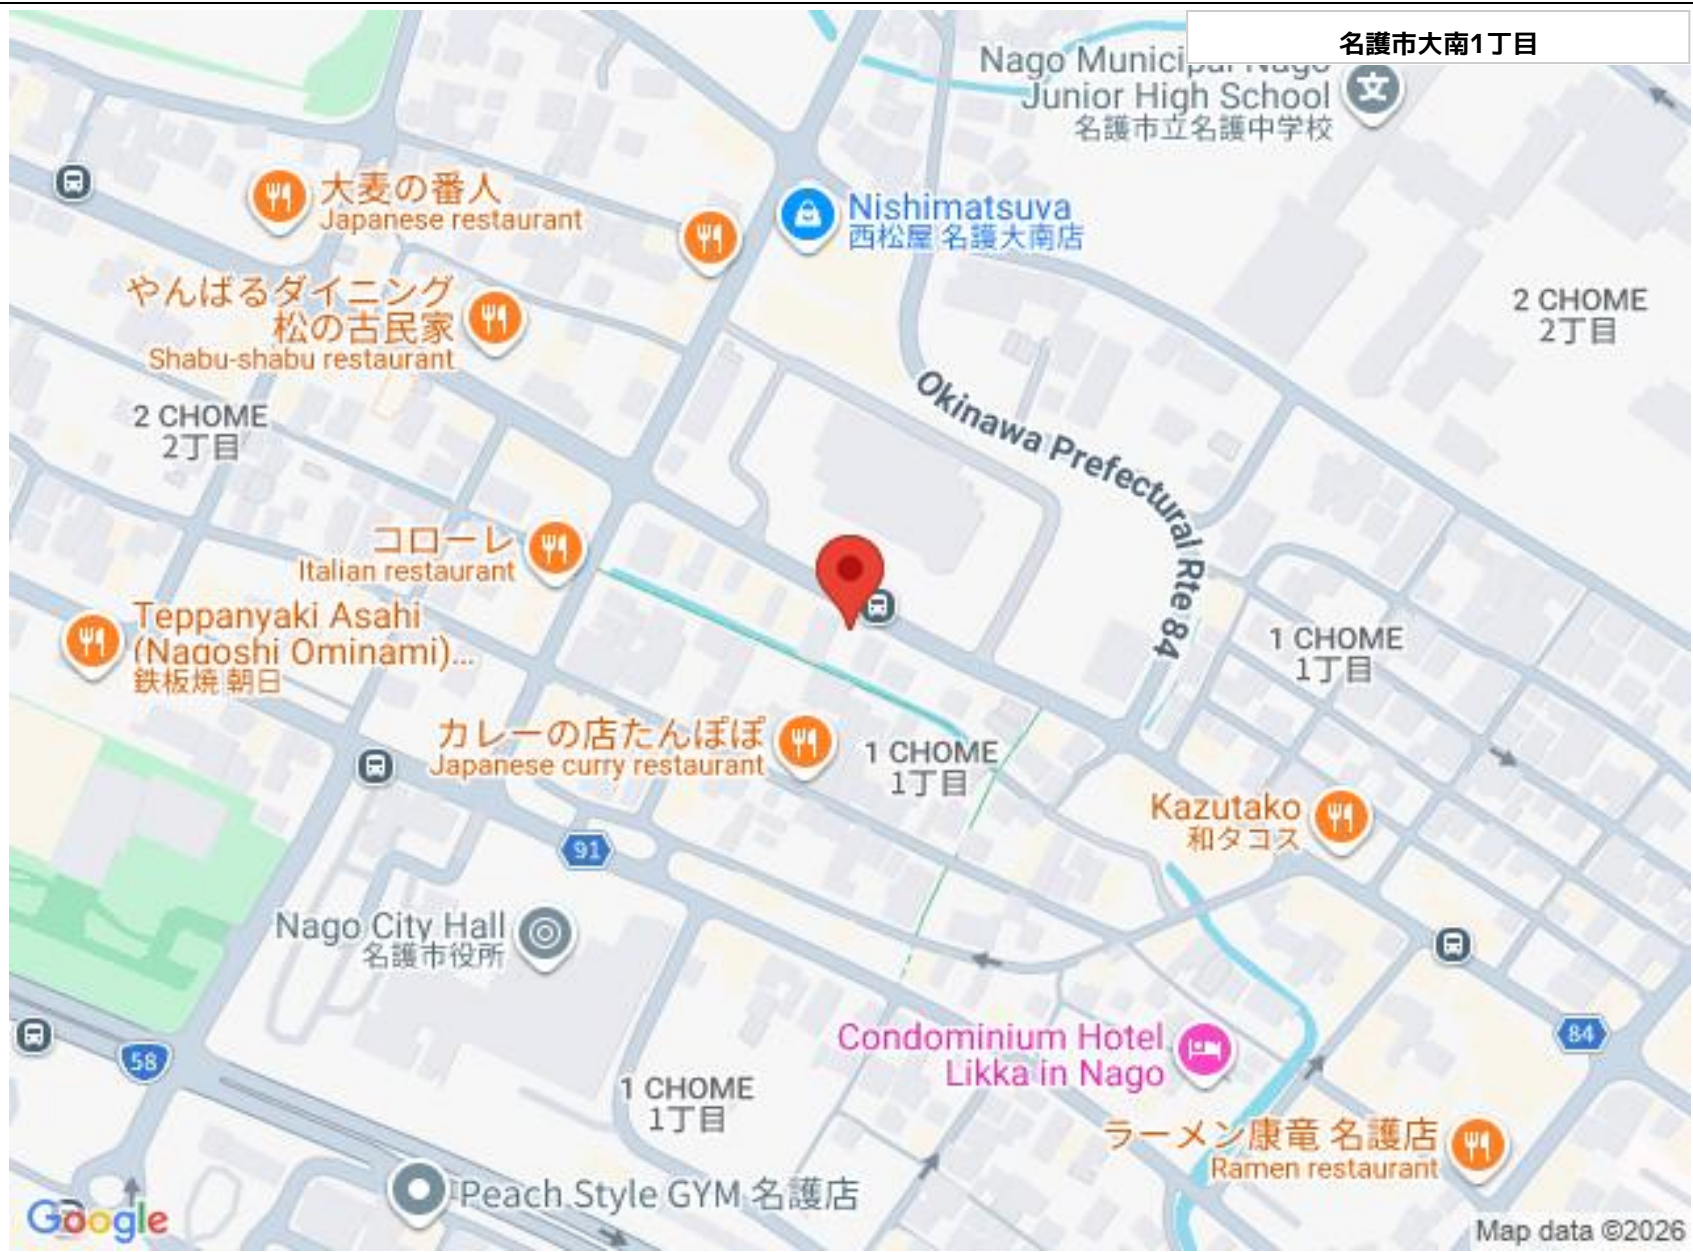 名護市大南1丁目
Nago Municipal Nago
Junior High School
名護市立名護中学校
大麦の番人
Japanese restaurant
Nishimatsuya
西松屋 名護大南店
やんばるダイニング
松の古民家
Shabu-shabu restaurant
2 CHOME
2丁目
2 CHOME
2丁目
Okinawa Prefectural Rte 84
コローレ
Italian restaurant
Teppanyaki Asahi
(Nagoshi Ominami)...
鉄板焼 朝日
1 CHOME
1丁目
カレーの店たんぽぽ
Japanese curry restaurant
1 CHOME
1丁目
Kazutako
和タコス
91
Nago City Hall
名護市役所
84
58
Condominium Hotel
Likka in Nago
1 CHOME
1丁目
ラーメン康竜 名護店
Ramen restaurant
Peach Style GYM 名護店
Google
Map data ©2026